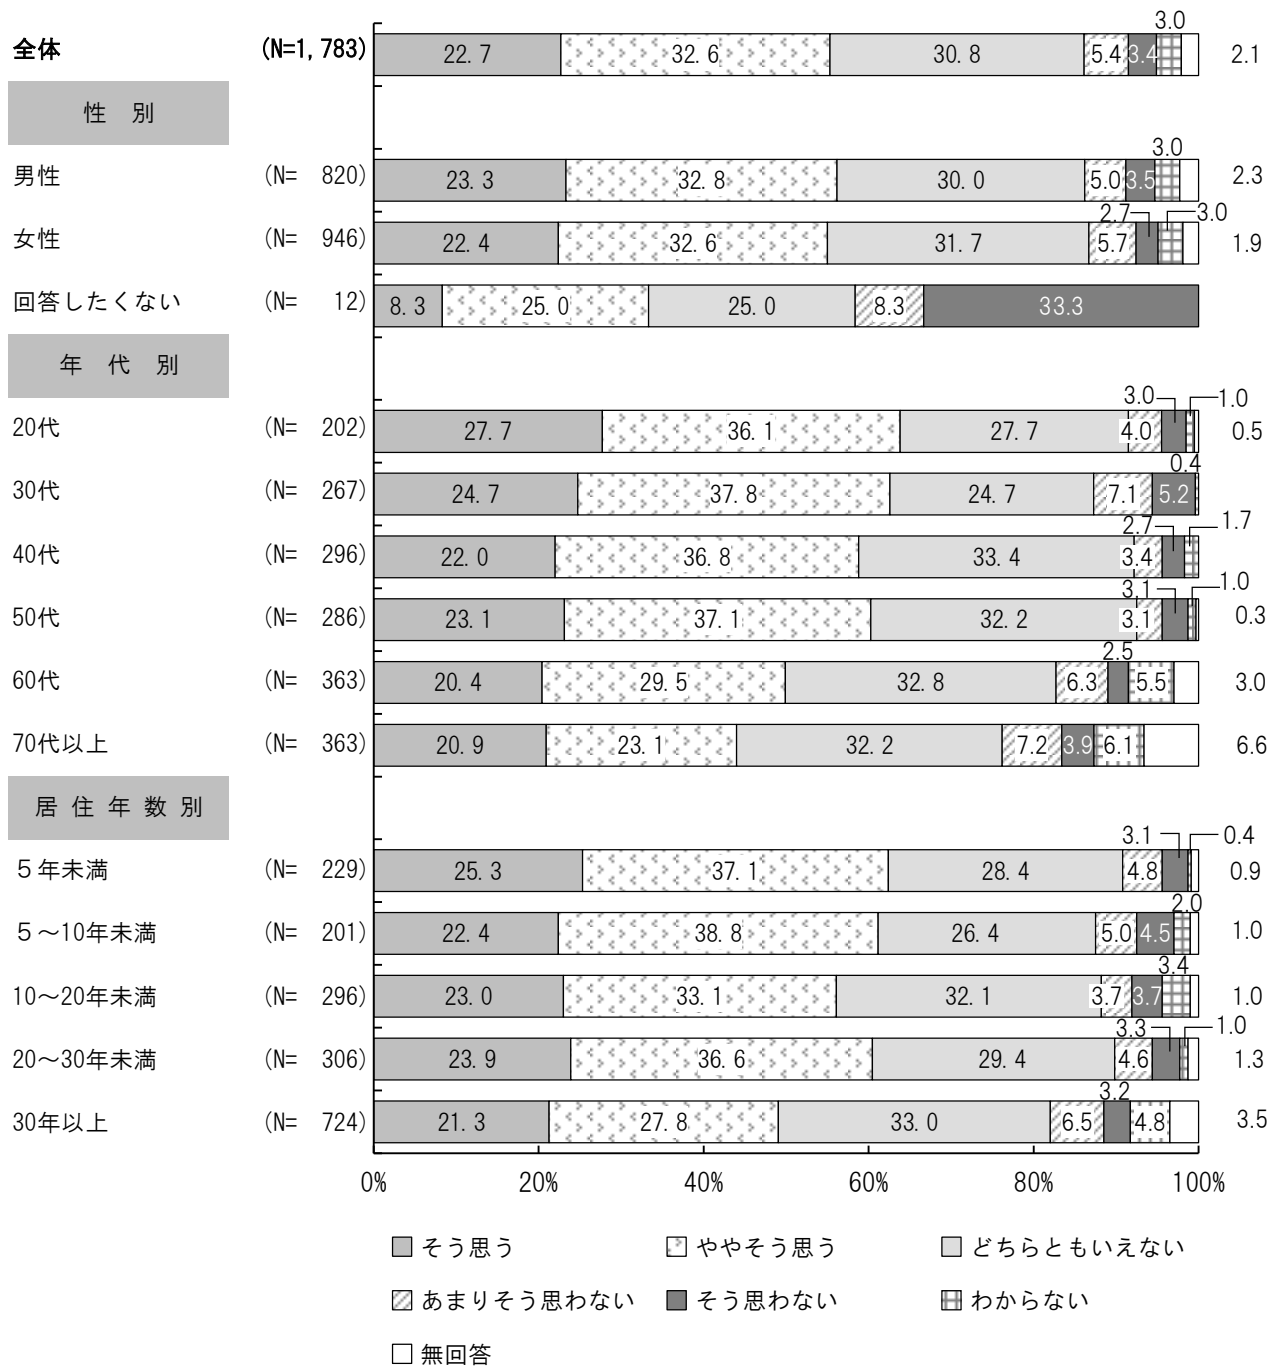 3.0
全体 (N=1,783) 22.7 32.6 30.8 5.4 3.4 2.1
性 別
3.0
男性 (N= 820) 23.3 32.8 30.0 5.0 3.5 2.3
2.7 3.0
女性 (N= 946) 22.4 32.6 31.7 5.7 1.9
回答したくない (N= 12) 8.3 25.0 25.0 8.3 33.3
年 代 別
3.0 1.0
20代 (N= 202) 27.7 36.1 27.7 4.0 0.5
0.4
30代 (N= 267) 24.7 37.8 24.7 7.1 5.2
2.7 1.7
40代 (N= 296) 22.0 36.8 33.4 3.4
3.1 1.0
50代 (N= 286) 23.1 37.1 32.2 3.1 0.3
2.5
60代 (N= 363) 20.4 29.5 32.8 6.3 5.5 3.0
70代以上 (N= 363) 20.9 23.1 32.2 7.2 3.9 6.1 6.6
居 住 年 数 別
3.1 0.4
５年未満 (N= 229) 25.3 37.1 28.4 4.8 0.9
2.0
５～10年未満 (N= 201) 22.4 38.8 26.4 5.0 4.5 1.0
3.4
10～20年未満 (N= 296) 23.0 33.1 32.1 3.7 3.7 1.0
3.3 1.0
20～30年未満 (N= 306) 23.9 36.6 29.4 4.6 1.3
3.2
30年以上 (N= 724) 21.3 27.8 33.0 6.5 4.8 3.5
0% 20% 40% 60% 80% 100%
そう思う ややそう思う どちらともいえない
あまりそう思わない そう思わない わからない
無回答